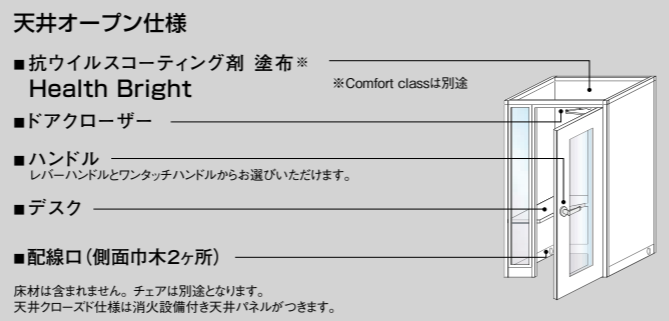 天井オープン仕様
■抗ウイルスコーティング剤 塗布※
Health Bright
※Comfort classは別途
■ドアクローザー
■ハンドル
レバーハンドルとワンタッチハンドルからお選びいただけます。
■デスク
■配線口（側面巾木2ヶ所）
床材は含まれません。チェアは別途となります。
天井クローズド仕様は消火設備付き天井パネルがつきます。